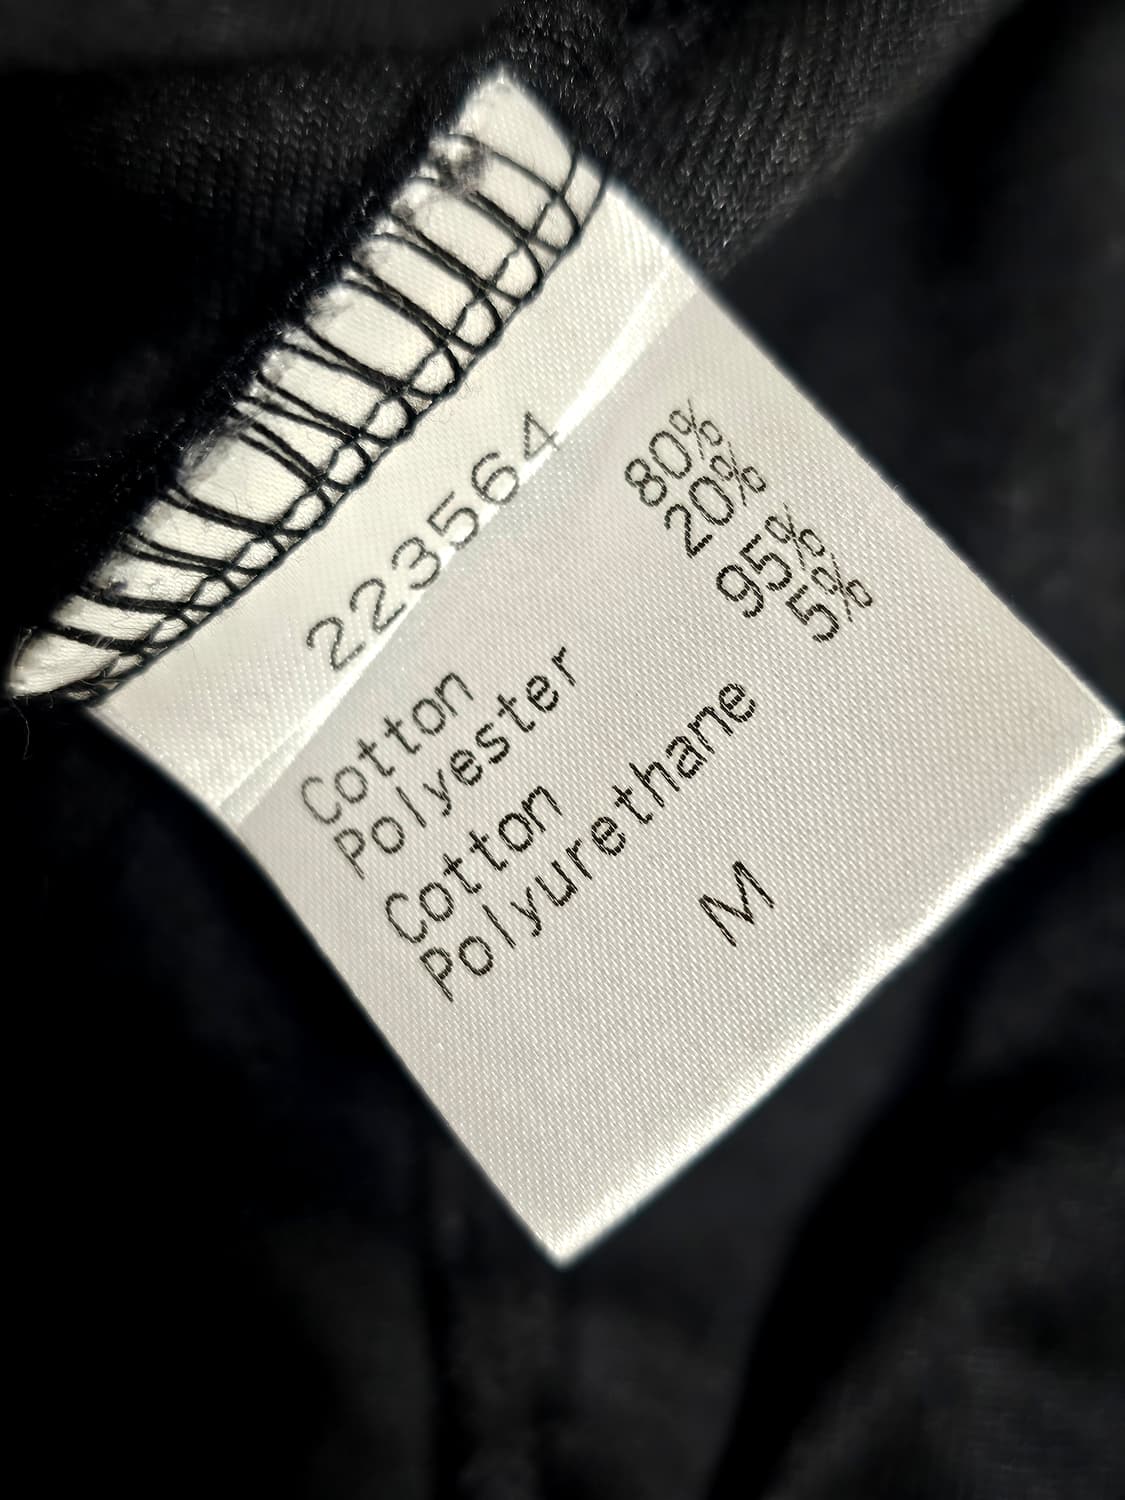 223564
Cotton 80%
Polyester 20%
Cotton 95%
Polyurethane 5%
M